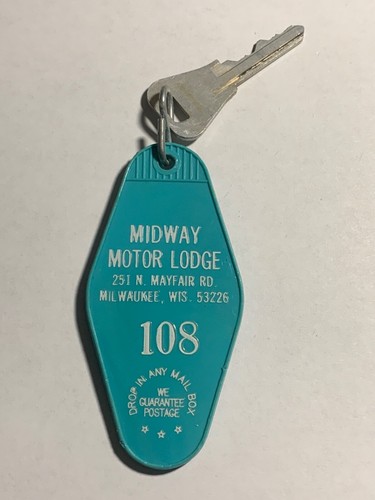 MIDWAY
MOTOR LODGE
251 N. MAYFAIR RD.
MILWAUKEE, WIS. 53226
108
DROP IN ANY MAIL BOX
WE
GUARANTEE
POSTAGE